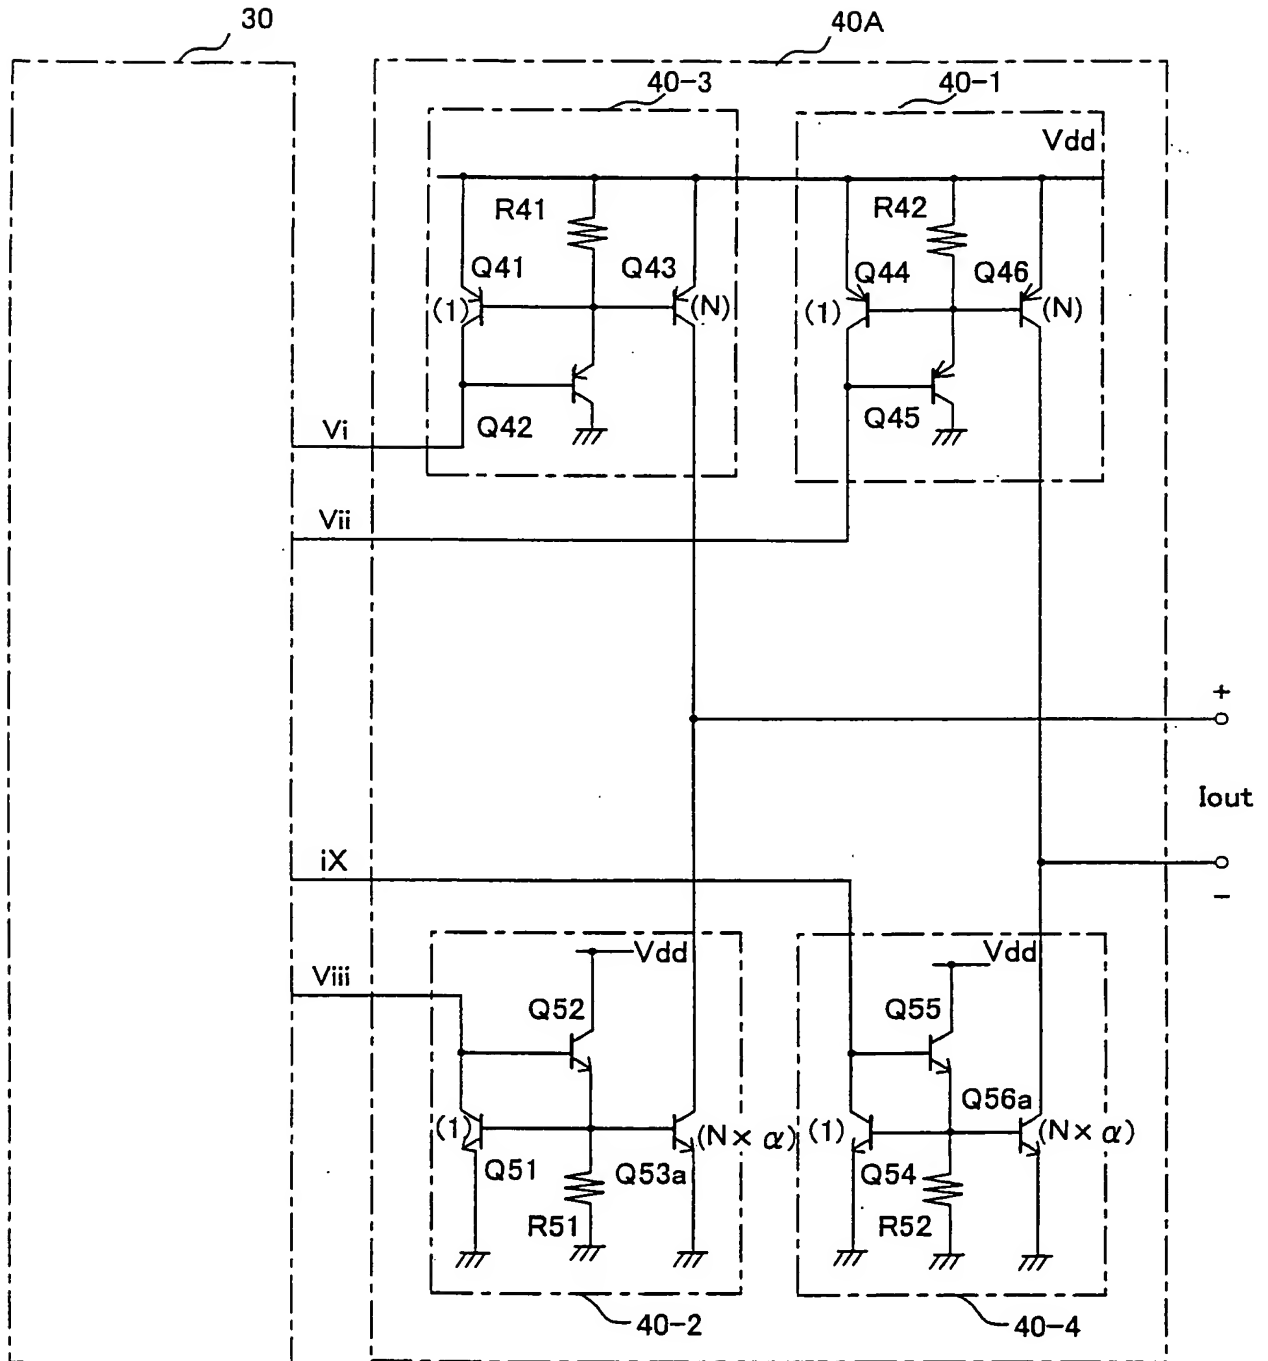 30
40A
40-3
40-1
Vdd
R41
R42
Q41
Q43
Q44
Q46
(1)
(N)
(1)
(N)
Q42
Q45
Vi
Vii
+
Iout
iX
−
Viii
Vdd
Vdd
Q52
Q55
Q56a
(1)
(N× α)
(1)
(N× α)
Q51
Q53a
Q54
R51
R52
40-2
40-4